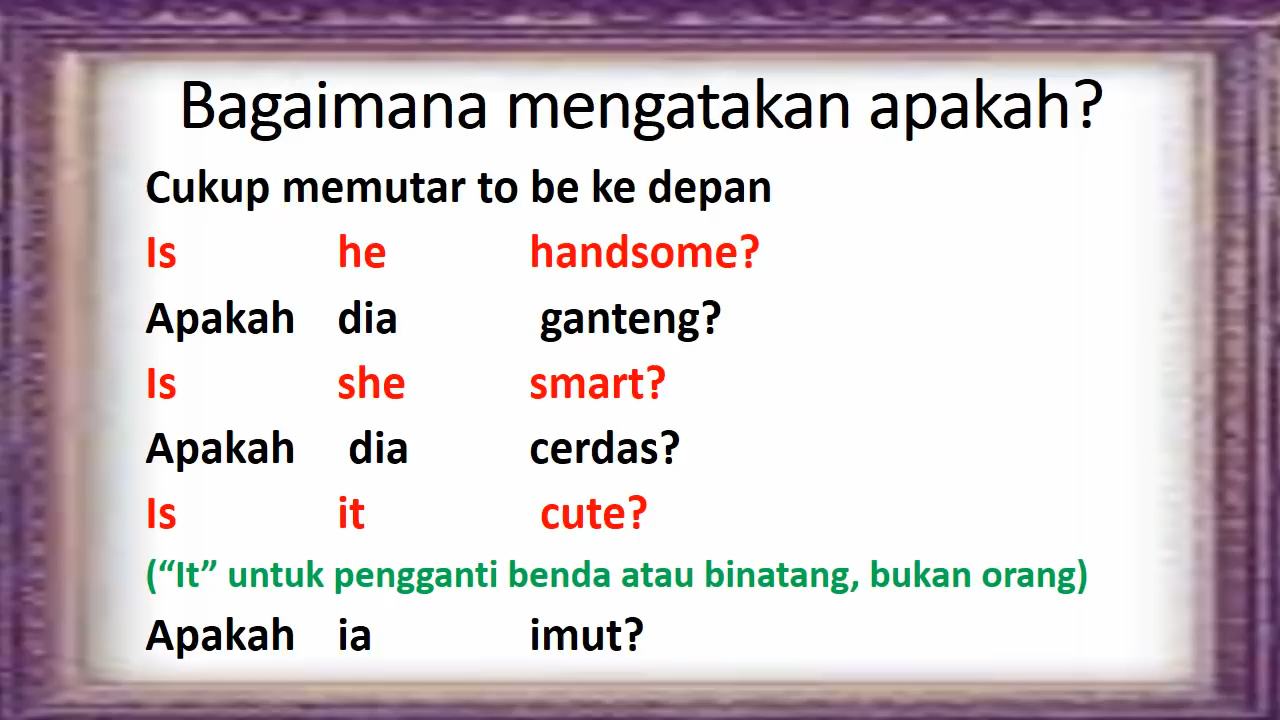 Bagaimana mengatakan apakah?
Cukup memutar to be ke depan
Is he handsome?
Apakah dia ganteng?
Is she smart?
Apakah dia cerdas?
Is it cute?
(“It” untuk pengganti benda atau binatang, bukan orang)
Apakah ia imut?